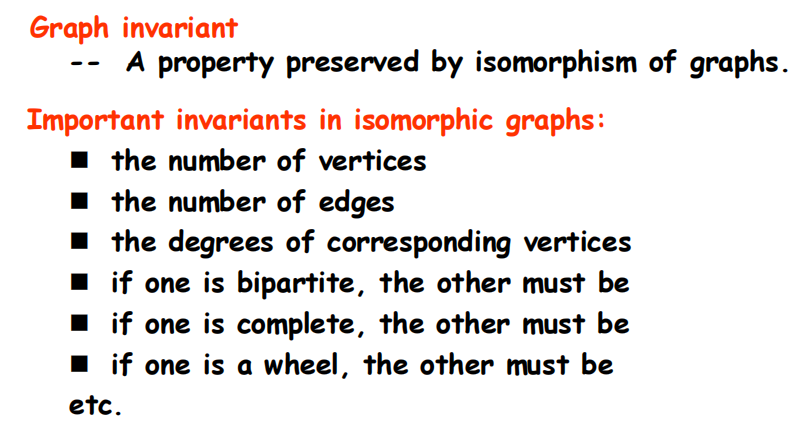 Graph invariant
-- A property preserved by isomorphism of graphs.
Important invariants in isomorphic graphs:
■ the number of vertices
■ the number of edges
■ the degrees of corresponding vertices
■ if one is bipartite, the other must be
■ if one is complete, the other must be
■ if one is a wheel, the other must be
etc.